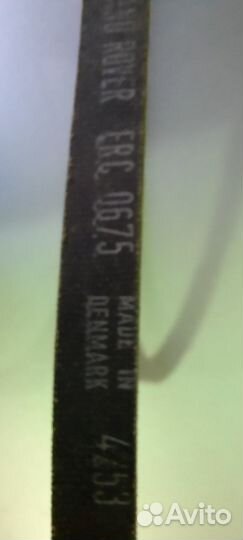 ROVER ERC 0675
MADE IN
DENMARK
4253
Avito